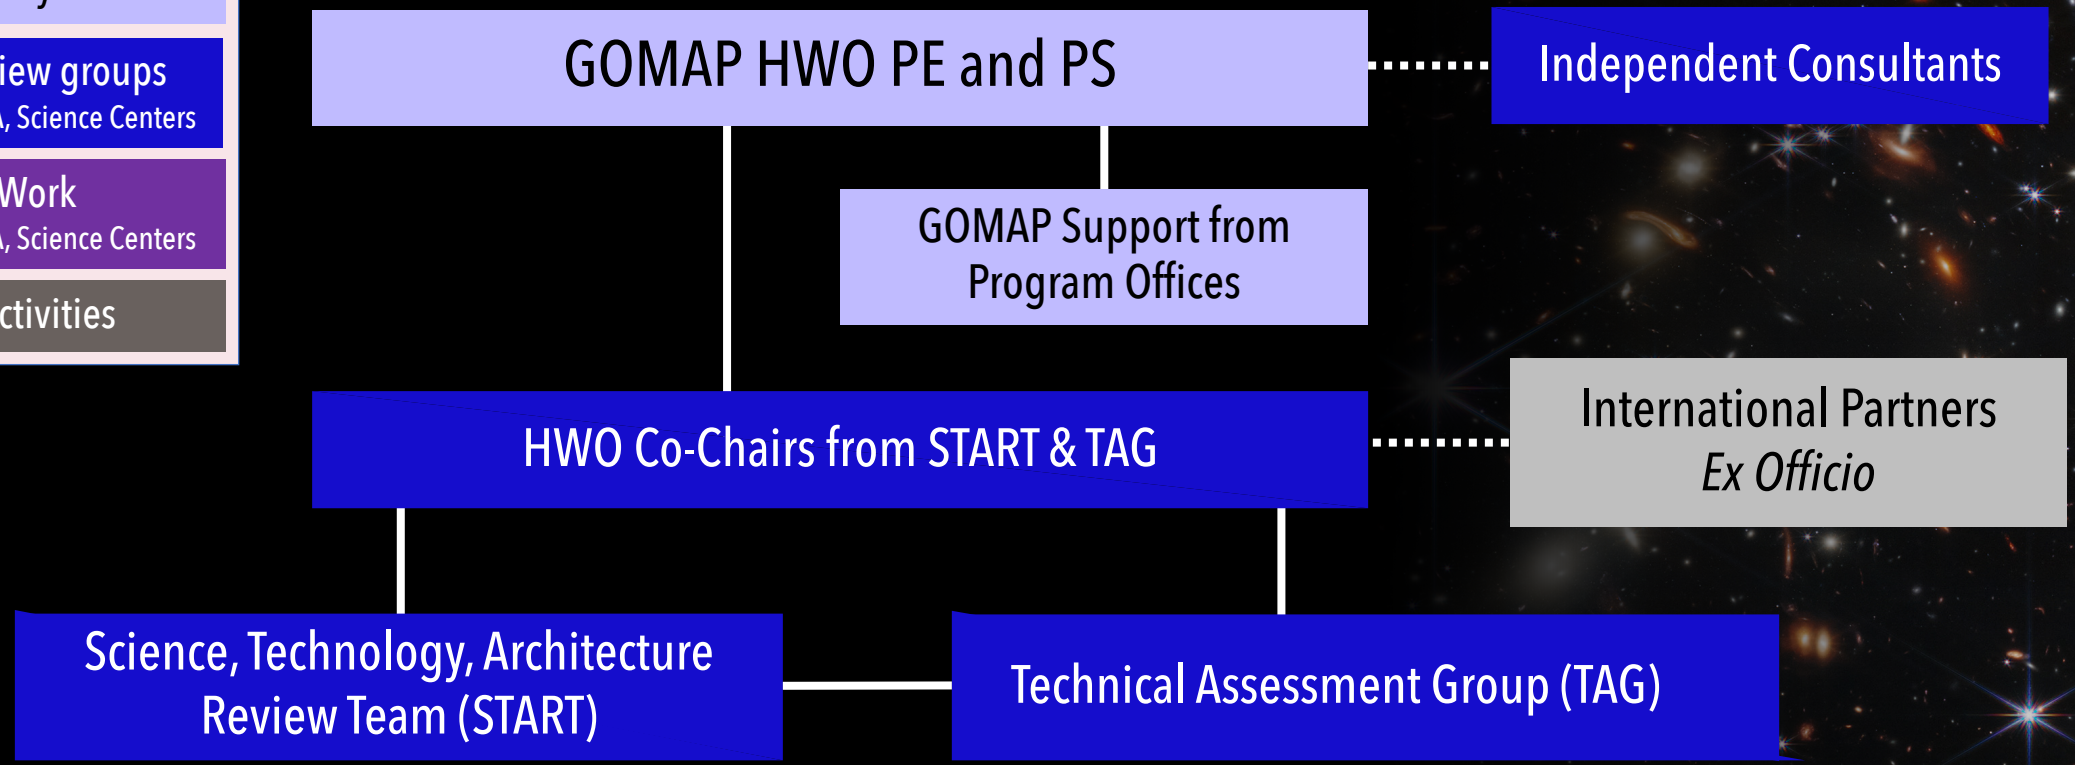 view groups
, Science Centers
Work
, Science Centers
ctivities
GOMAP HWO PE and PS
Independent Consultants
GOMAP Support from
Program Offices
HWO Co-Chairs from START & TAG
International Partners
Ex Officio
Science, Technology, Architecture
Review Team (START)
Technical Assessment Group (TAG)